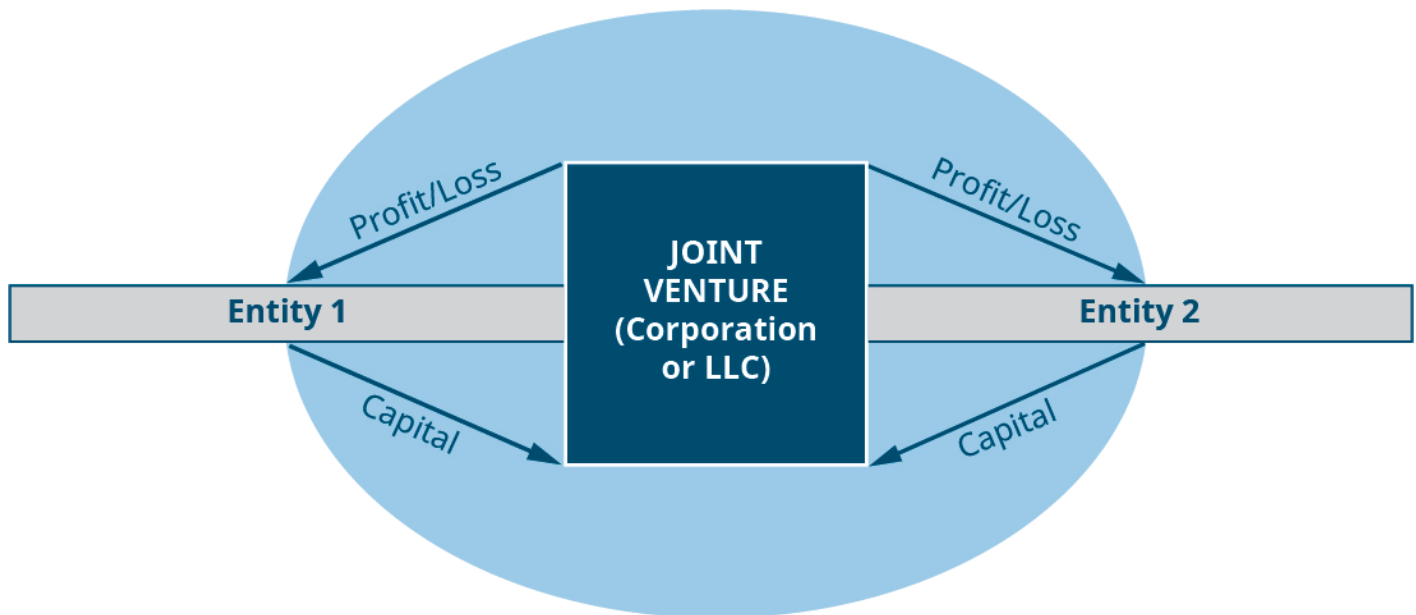 Profit/Loss
Profit/Loss
JOINT
VENTURE
(Corporation
or LLC)
Entity 1
Entity 2
Capital
Capital